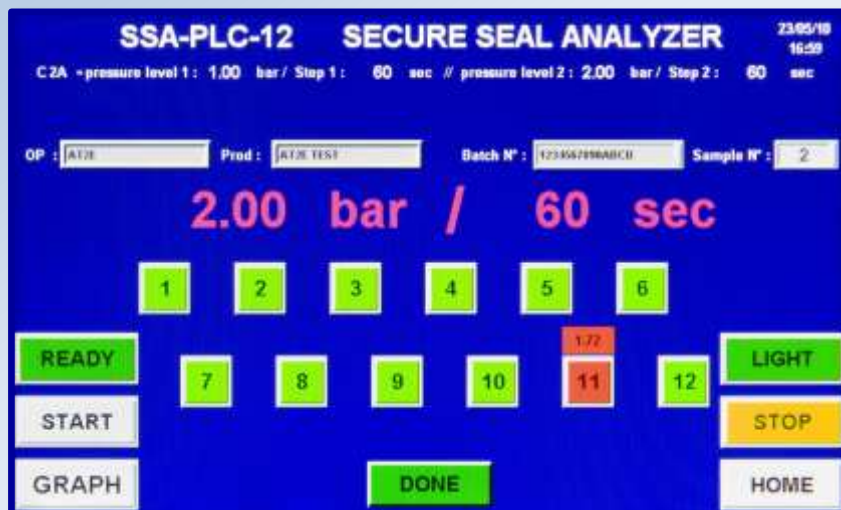 SSA-PLC-12 SECURE SEAL ANALYZER
23/05/18
16:59
C 2A - pressure level 1 : 1.00 bar / Step 1 : 60 sec // pressure level 2 : 2.00 bar / Step 2 : 60 sec
OP : AT2E Prod : AT2E TEST Batch N° : 1234567890ABCD Sample N° : 2
2.00 bar / 60 sec
1 2 3 4 5 6
1.72
READY 7 8 9 10 11 12 LIGHT
START STOP
GRAPH DONE HOME